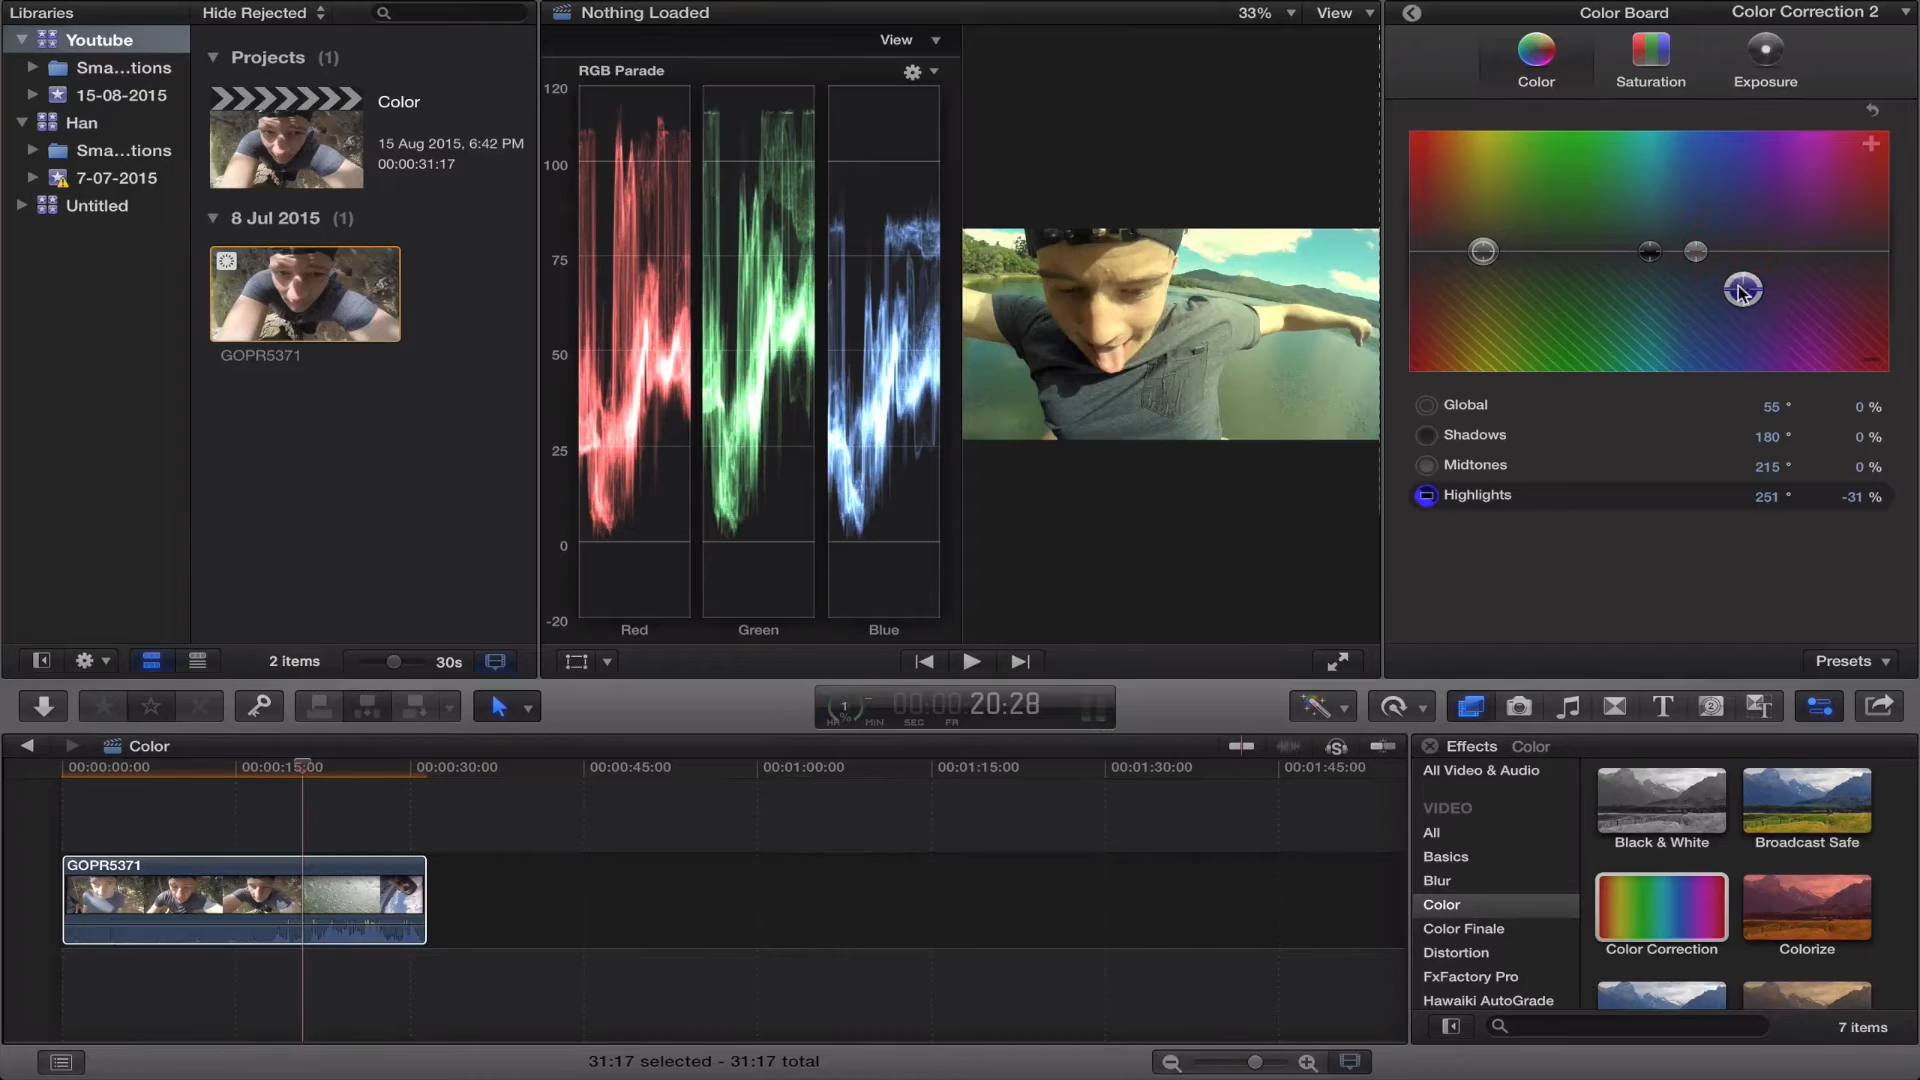 Libraries
Hide Rejected
Nothing Loaded
33%
View
Color Board
Color Correction 2
Youtube
Sma...tions
15-08-2015
Han
Sma...tions
7-07-2015
Untitled
Projects (1)
Color
15 Aug 2015, 6:42 PM
00:00:31:17
8 Jul 2015 (1)
GOPR5371
View
RGB Parade
120
100
75
50
25
0
-20
Red
Green
Blue
Color
Saturation
Exposure
Global 55 ° 0 %
Shadows 180 ° 0 %
Midtones 215 ° 0 %
Highlights 251 ° -31 %
2 items
30s
Presets
1
%
00:00:20:28
HR MIN SEC FR
Color
00:00:00:00
00:00:15:00
00:00:30:00
00:00:45:00
00:01:00:00
00:01:15:00
00:01:30:00
00:01:45:00
GOPR5371
Effects Color
All Video & Audio
VIDEO
All
Basics
Blur
Color
Color Finale
Distortion
FxFactory Pro
Hawaiki AutoGrade
Black & White
Broadcast Safe
Color Correction
Colorize
7 items
31:17 selected - 31:17 total